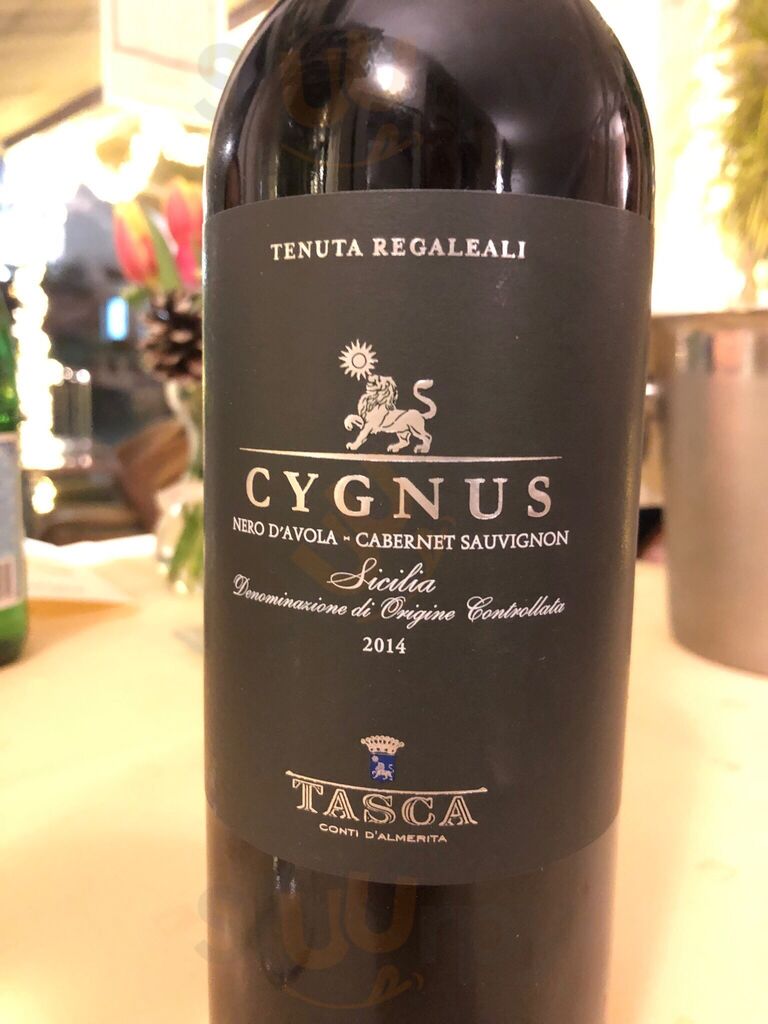 TENUTA REGALEALI
CYGNUS
NERO D'AVOLA - CABERNET SAUVIGNON
Sicilia
Denominazione di Origine Controllata
2014
TASCA
CONTI D'ALMERITA